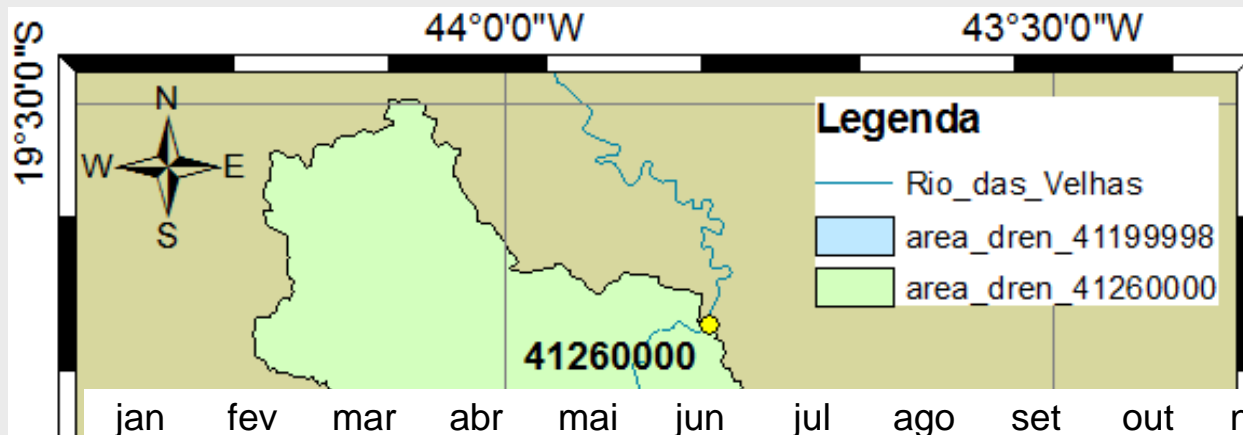 44°0'0"W 43°30'0"W
19°30'0"S
N
W E
S
Legenda
Rio_das_Velhas
area_dren_41199998
area_dren_41260000
41260000
jan fev mar abr mai jun jul ago set out